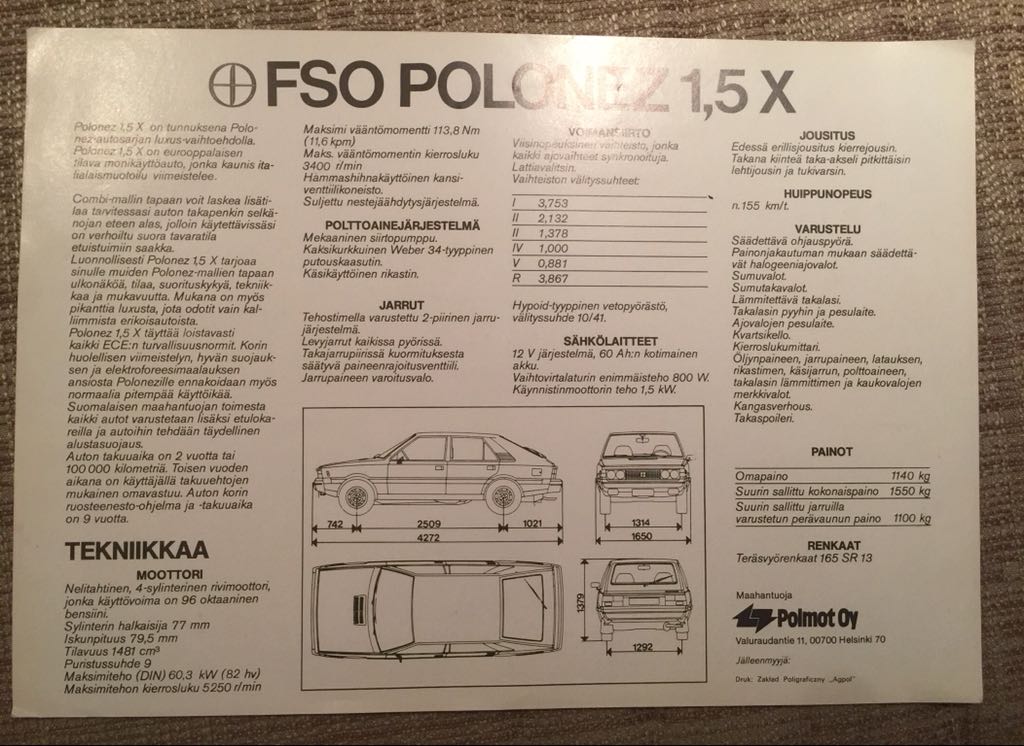 FSO POLONEZ 1,5 X
Polonez 1,5 X on tunnuksena Polo-
nez-autosarjan luxus-vaihtoehdolla.
Polonez 1,5 X on eurooppalaisen
tilava monikäyttöauto, jonka kaunis ita-
lialaismuotoilu viimeistelee.
Combi-mallin tapaan voit laskea lisäti-
laa tarvitessasi auton takapenkin selkä-
nojan eteen alas, jolloin käytettävissäsi
on verhoiltu suora tavaratila
etuistuimiin saakka.
Luonnollisesti Polonez 1,5 X tarjoaa
sinulle muiden Polonez-mallien tapaan
ulkonäköä, tilaa, suorituskykyä, tekniik-
kaa ja mukavuutta. Mukana on myös
pikanttia luxusta, jota odotit vain kal-
liimmista erikoisautoista.
Polonez 1,5 X täyttää loistavasti
kaikki ECE:n turvallisuusnormit. Korin
huolellisen viimeistelyn, hyvän suojauk-
sen ja elektroforeesimaalauksen
ansiosta Polonezille ennakoidaan myös
normaalia pitempää käyttöikää.
Suomalaisen maahantuojan toimesta
kaikki autot varustetaan lisäksi etuloka-
reilla ja autoihin tehdään täydellinen
alustasuojaus.
Auton takuuaika on 2 vuotta tai
100 000 kilometriä. Toisen vuoden
aikana on käyttäjällä takuuehtojen
mukainen omavastuu. Auton korin
ruosteenesto-ohjelma ja -takuuaika
on 9 vuotta.
TEKNIIKKAA
MOOTTORI
Nelitahtinen, 4-sylinterinen rivimoottori,
jonka käyttövoima on 96 oktaaninen
bensiini.
Sylinterin halkaisija 77 mm
Iskunpituus 79,5 mm
Tilavuus 1481 cm³
Puristussuhde 9
Maksimiteho (DIN) 60,3 kW (82 hv)
Maksimitehon kierrosluku 5250 r/min
Maksimi vääntömomentti 113,8 Nm
(11,6 kpm)
Maks. vääntömomentin kierrosluku
3400 r/min
Hammashihnakäyttöinen kansi-
venttiilikoneisto.
Suljettu nestejäähdytysjärjestelmä.
POLTTOAINEJÄRJESTELMÄ
Mekaaninen siirtopumppu.
Kaksikurkkuinen Weber 34-tyyppinen
putouskaasutin.
Käsikäyttöinen rikastin.
JARRUT
Tehostimella varustettu 2-piirinen jarru-
järjestelmä.
Levyjarrut kaikissa pyörissä.
Takajarrupiirissä kuormituksesta
säätyvä paineenrajoitusventtiili.
Jarrupaineen varoitusvalo.
VOIMANSIIRTO
Viisinopeuksinen vaihteisto, jonka
kaikki ajovaihteet synkronoituja.
Lattiavalitsin.
Vaihteiston välityssuhteet:
I 3,753
II 2,132
II 1,378
IV 1,000
V 0,881
R 3,867
Hypoid-tyyppinen vetopyörästö,
välityssuhde 10/41.
SÄHKÖLAITTEET
12 V järjestelmä, 60 Ah:n kotimainen
akku.
Vaihtovirtalaturin enimmäisteho 800 W.
Käynnistinmoottorin teho 1,5 kW.
742 2509 1021
4272
1314
1650
1379
1292
JOUSITUS
Edessä erillisjousitus kierrejousin.
Takana kiinteä taka-akseli pitkittäisin
lehtijousin ja tukivarsin.
HUIPPUNOPEUS
n. 155 km/t.
VARUSTELU
Säädettävä ohjauspyörä.
Painonjakautuman mukaan säädettä-
vät halogeeniajovalot.
Sumuvalot.
Sumutakavalot.
Lämmitettävä takalasi.
Takalasin pyyhin ja pesulaite.
Ajovalojen pesulaite.
Kvartsikello.
Kierroslukumittari.
Öljynpaineen, jarrupaineen, latauksen,
rikastimen, käsijarrun, polttoaineen,
takalasin lämmittimen ja kaukovalojen
merkkivalot.
Kangasverhous.
Takaspoileri.
PAINOT
Omapaino 1140 kg
Suurin sallittu kokonaispaino 1550 kg
Suurin sallittu jarruilla
varustetun perävaunun paino 1100 kg
RENKAAT
Teräsvyörenkaat 165 SR 13
Maahantuoja
Polmot Oy
Valuraudantie 11, 00700 Helsinki 70
Jälleenmyyjä:
Druk: Zakład Poligraficzny „Agpol"